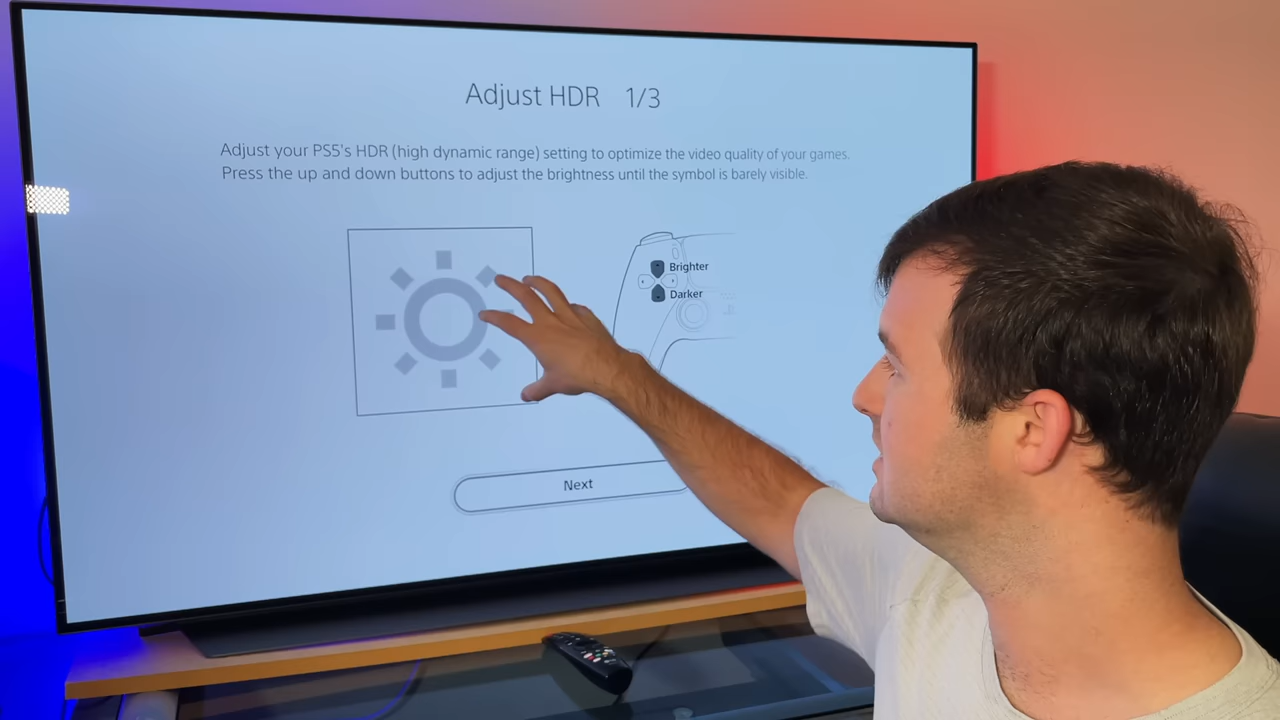 Adjust HDR 1/3
Adjust your PS5's HDR (high dynamic range) setting to optimize the video quality of your games.
Press the up and down buttons to adjust the brightness until the symbol is barely visible.
Brighter
Darker
Next